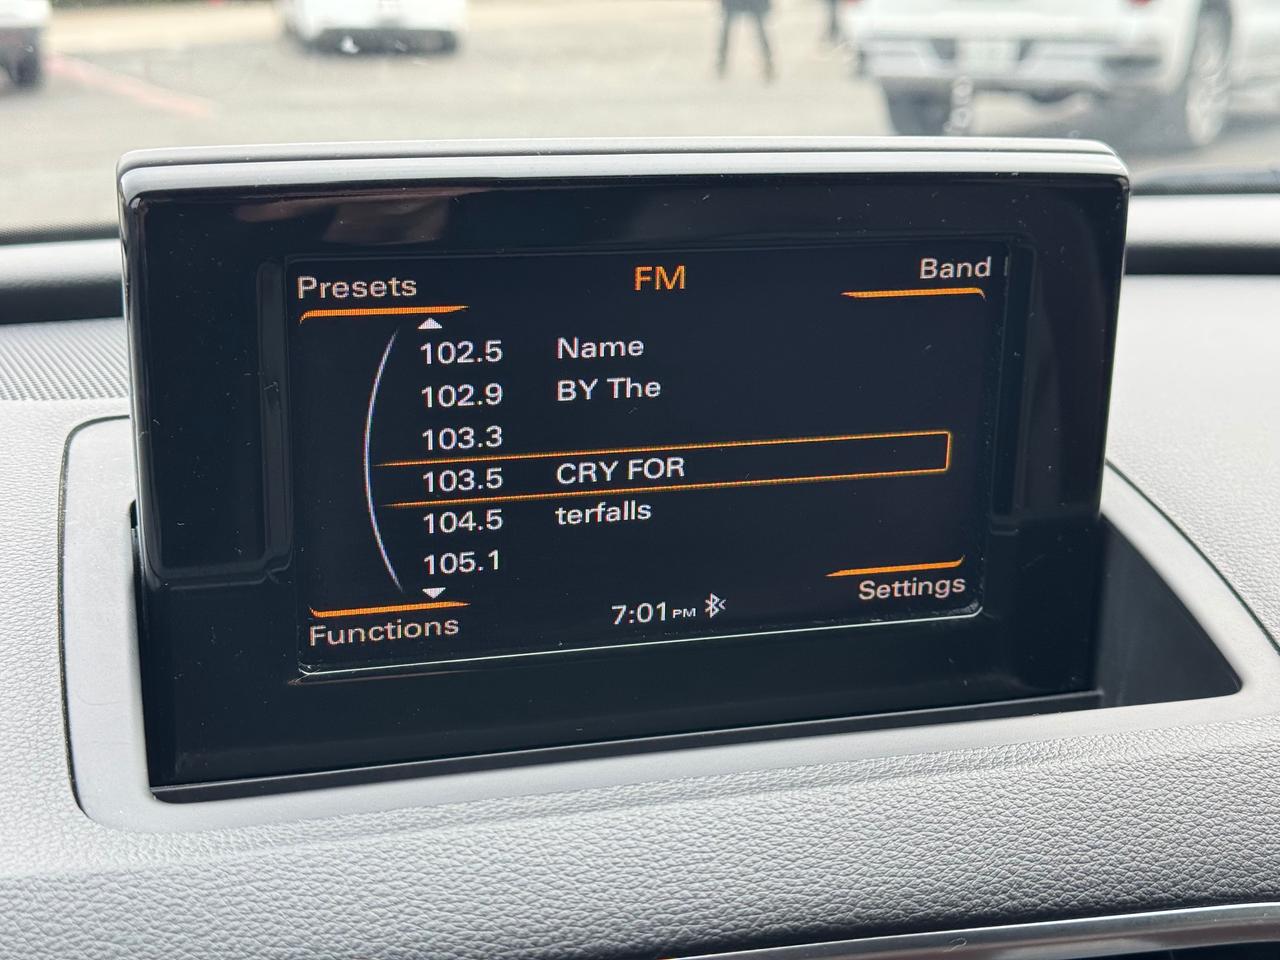 Presets FM Band
102.5 Name
102.9 BY The
103.3
103.5 CRY FOR
104.5 terfalls
105.1
Functions 7:01 PM Settings